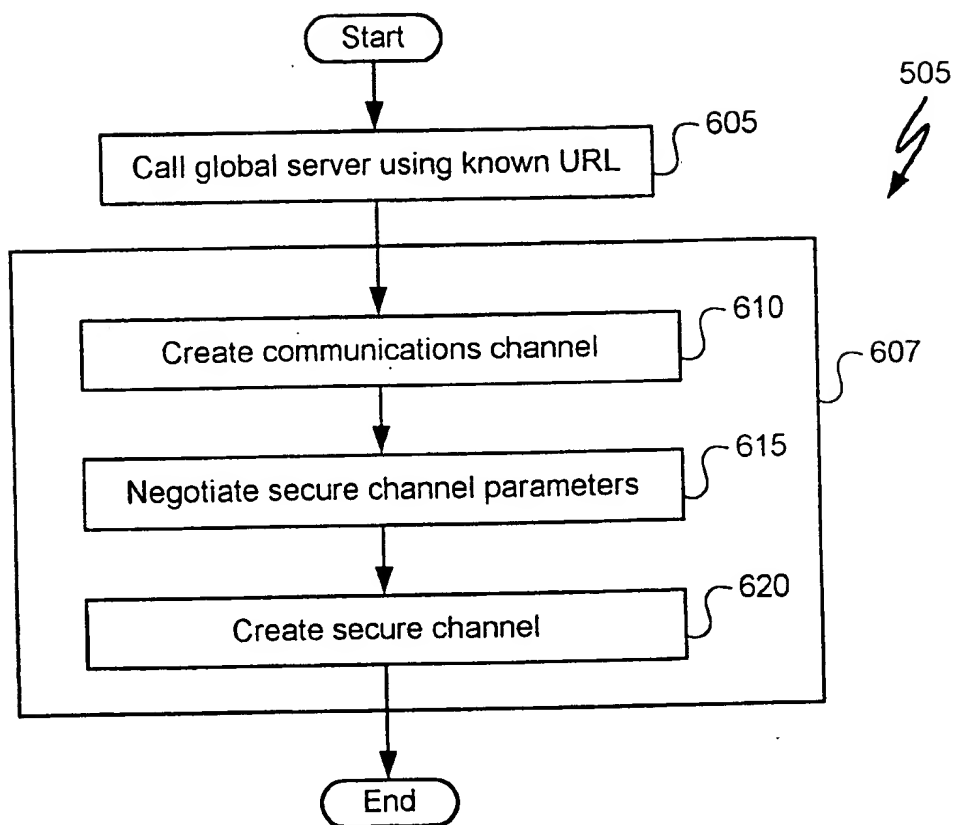 Start
505
605
Call global server using known URL
610
Create communications channel
607
615
Negotiate secure channel parameters
620
Create secure channel
End